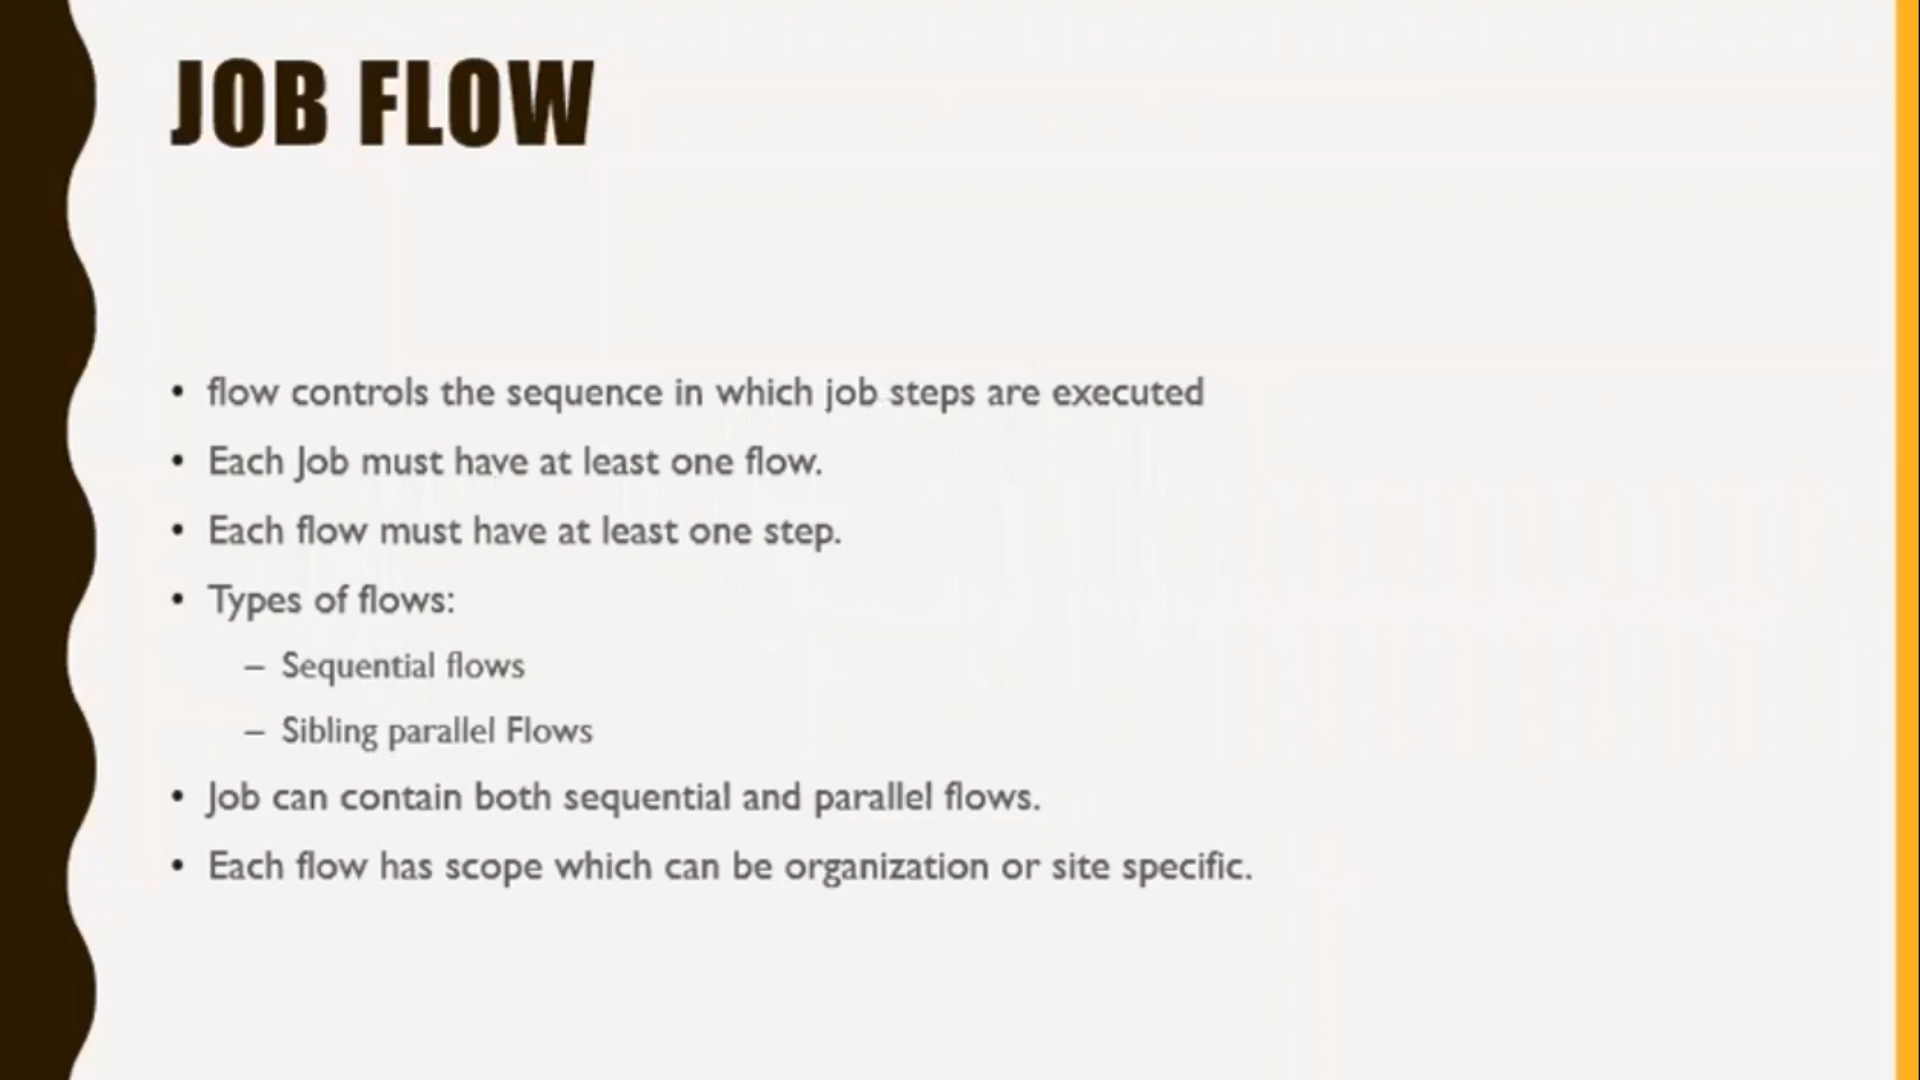 JOB FLOW
• flow controls the sequence in which job steps are executed
• Each Job must have at least one flow.
• Each flow must have at least one step.
• Types of flows:
– Sequential flows
– Sibling parallel Flows
• Job can contain both sequential and parallel flows.
• Each flow has scope which can be organization or site specific.